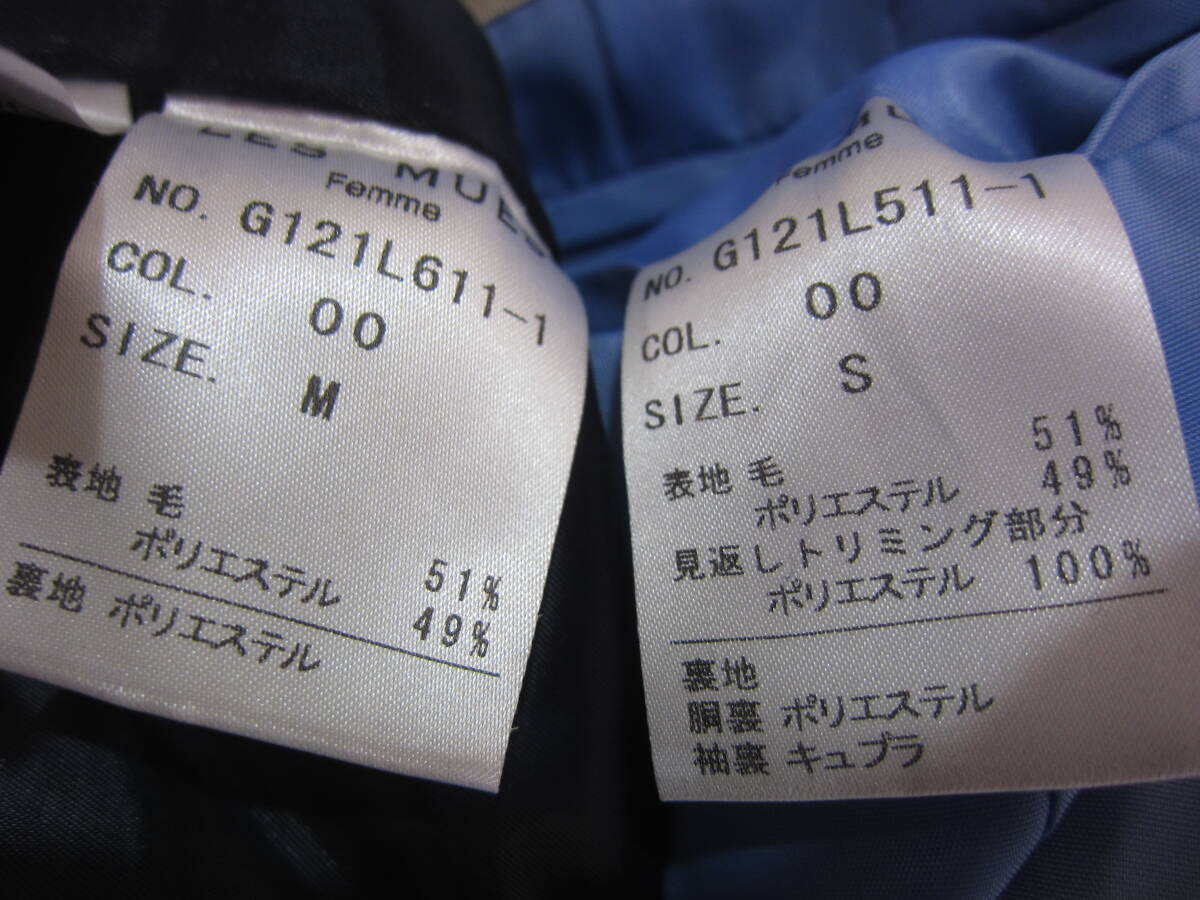 Femme
NO. G121L611-1
COL. 00
SIZE. M
表地 毛 51%
ポリエステル 49%
裏地 ポリエステル
Femme
NO. G121L511-1
COL. 00
SIZE. S
表地 毛 51%
ポリエステル 49%
見返しトリミング部分
ポリエステル 100%
裏地
胴裏 ポリエステル
袖裏 キュプラ